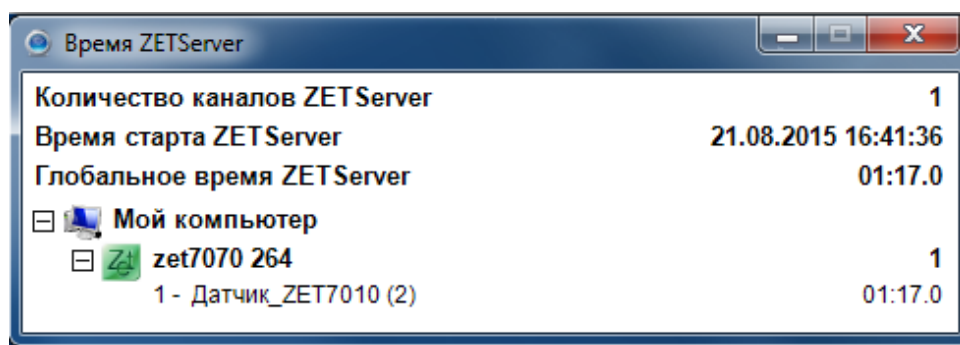 Время ZETServer
Количество каналов ZETServer 1
Время старта ZETServer 21.08.2015 16:41:36
Глобальное время ZETServer 01:17.0
Мой компьютер
Zet zet7070 264 1
1 - Датчик_ZET7010 (2) 01:17.0